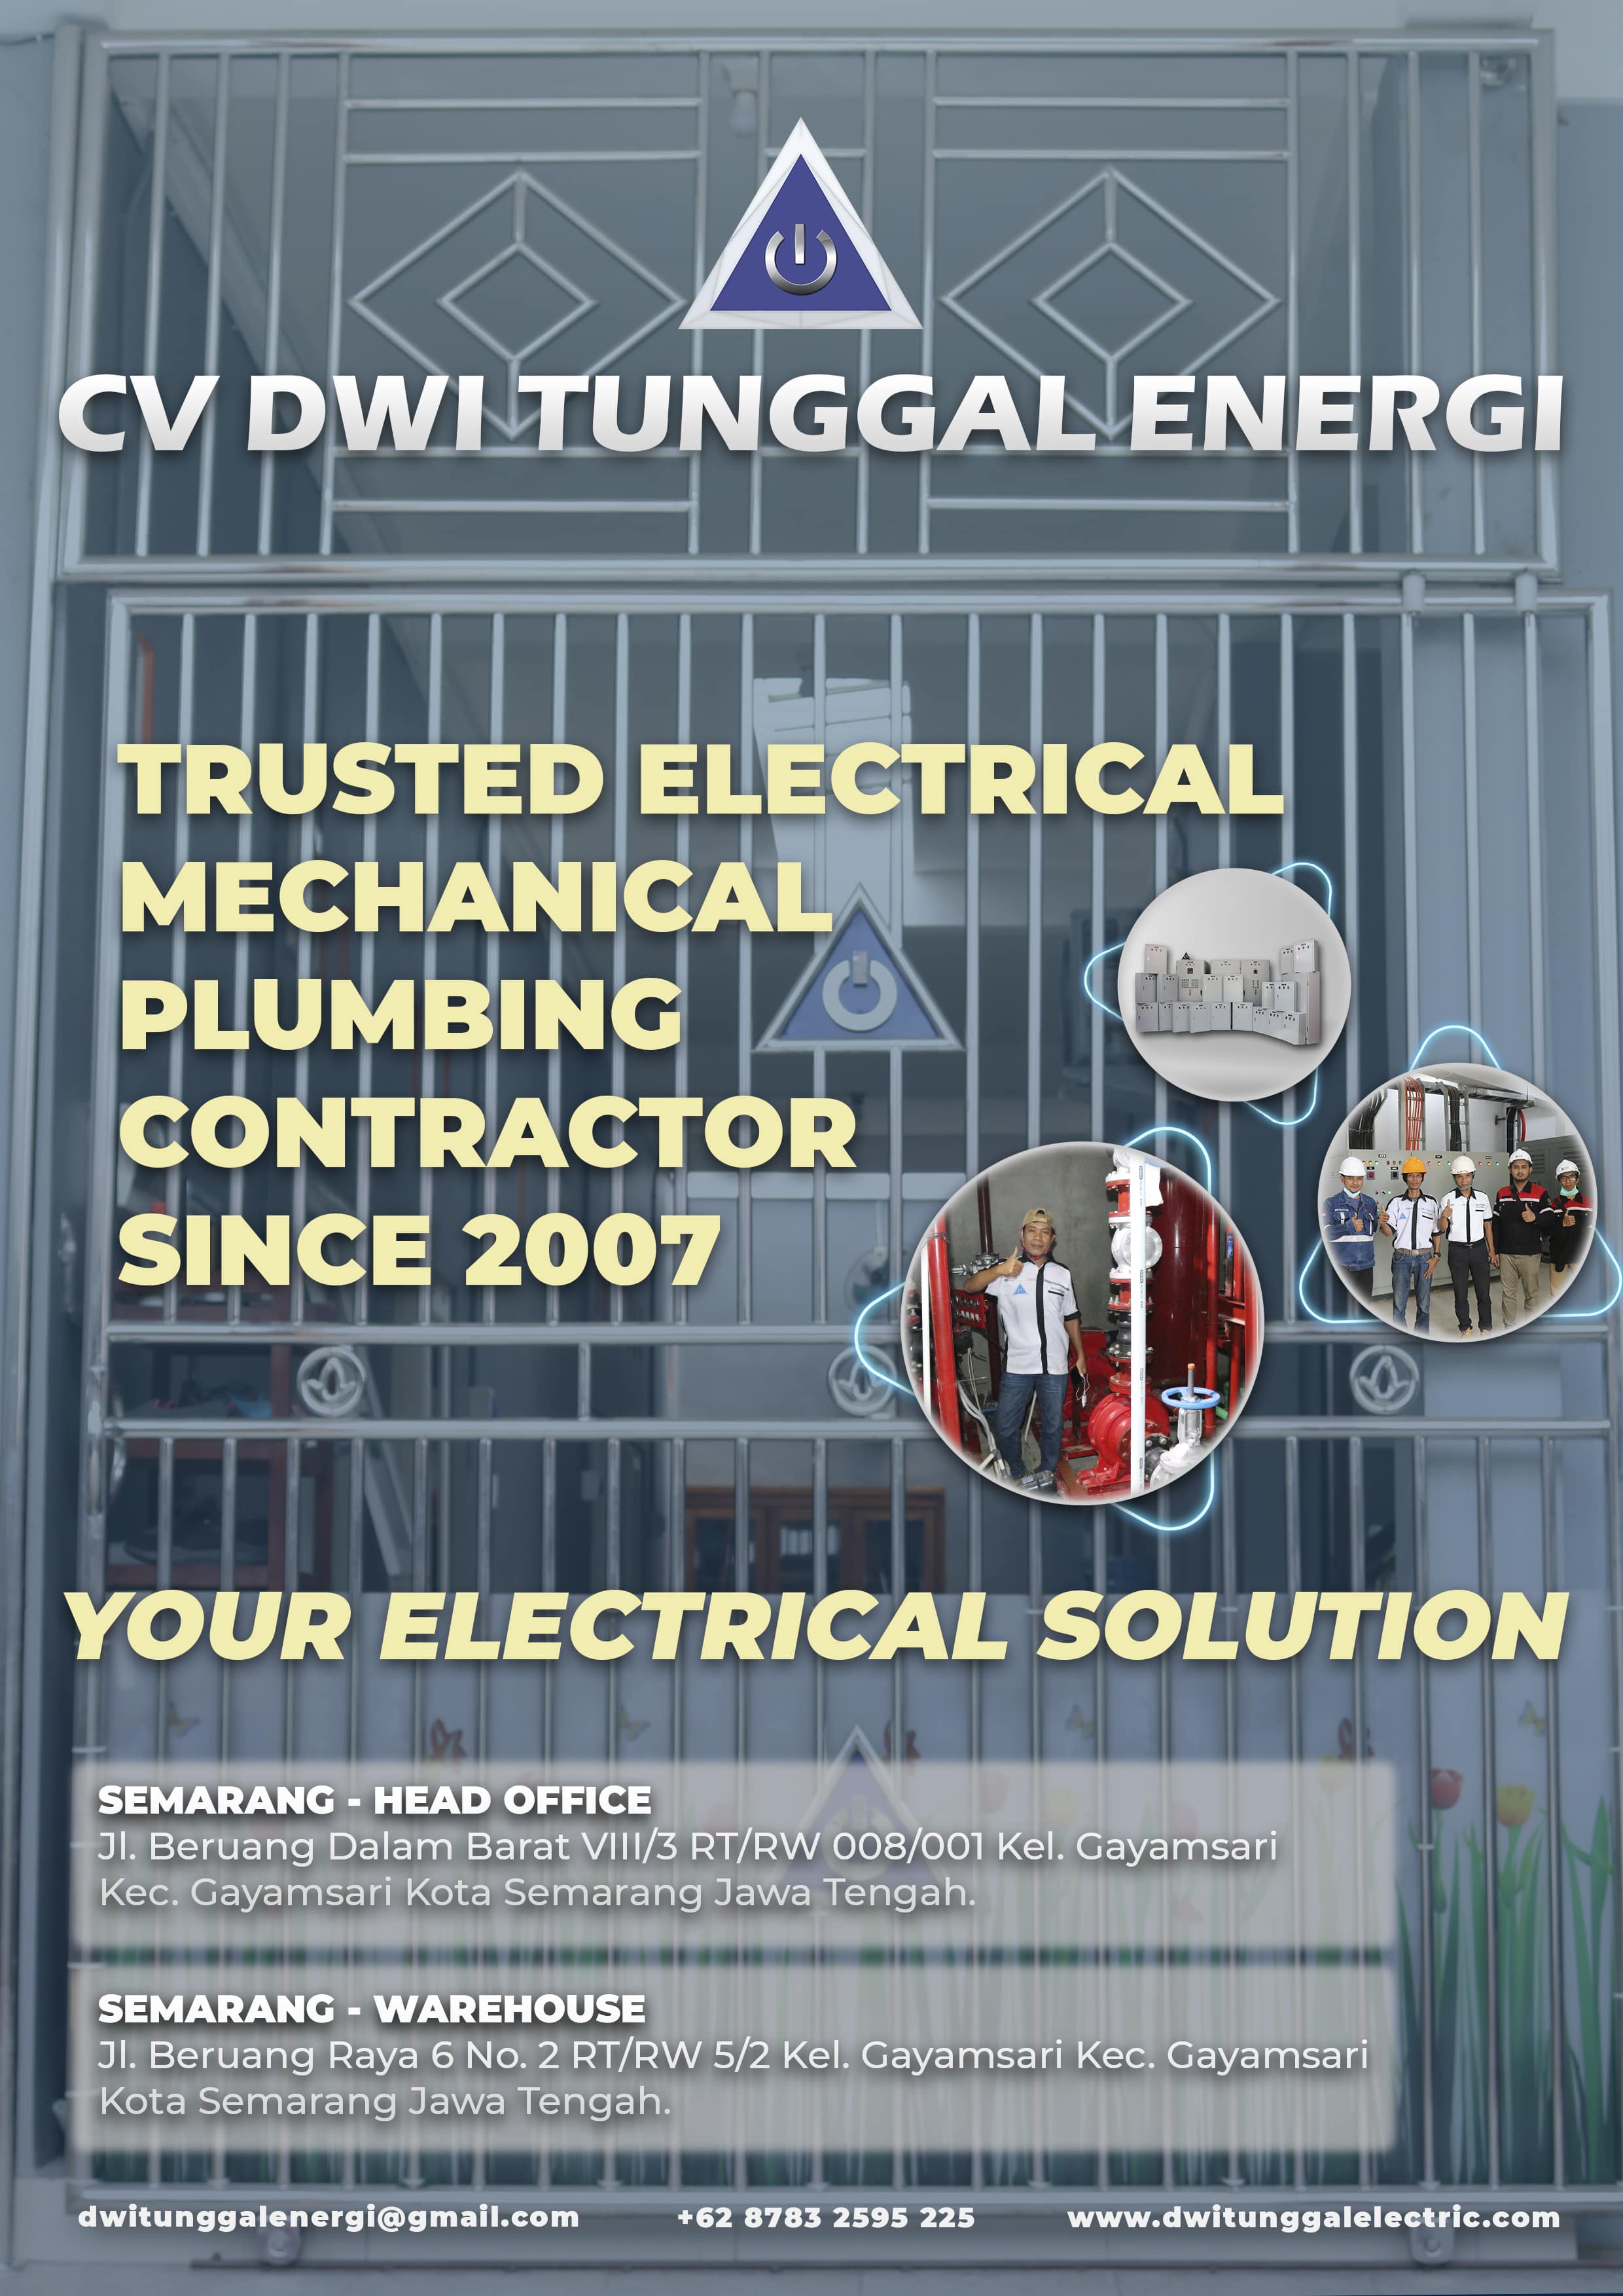 CV DWI TUNGGAL ENERGI
TRUSTED ELECTRICAL
MECHANICAL
PLUMBING
CONTRACTOR
SINCE 2007
YOUR ELECTRICAL SOLUTION
SEMARANG - HEAD OFFICE
Jl. Beruang Dalam Barat VIII/3 RT/RW 008/001 Kel. Gayamsari
Kec. Gayamsari Kota Semarang Jawa Tengah.
SEMARANG - WAREHOUSE
Jl. Beruang Raya 6 No. 2 RT/RW 5/2 Kel. Gayamsari Kec. Gayamsari
Kota Semarang Jawa Tengah.
dwitunggalenergi@gmail.com +62 8783 2595 225 www.dwitunggalelectric.com